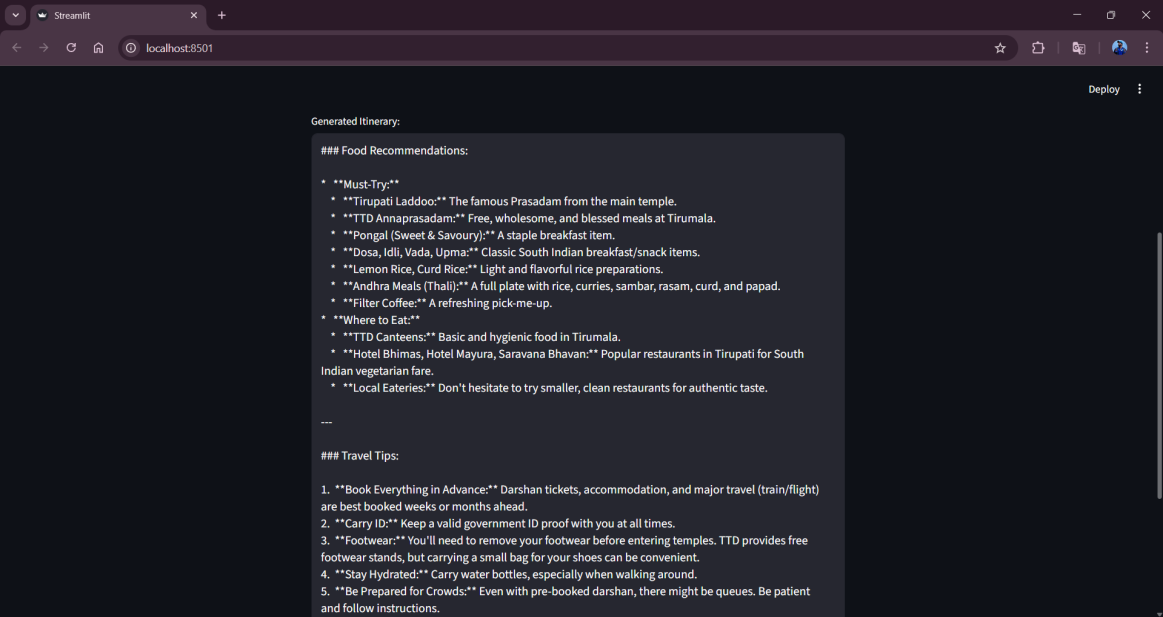 Streamlit
localhost:8501
Deploy
Generated Itinerary:
### Food Recommendations:
* **Must-Try:**
* **Tirupati Laddoo:** The famous Prasadam from the main temple.
* **TTD Annaprasadam:** Free, wholesome, and blessed meals at Tirumala.
* **Pongal (Sweet & Savoury):** A staple breakfast item.
* **Dosa, Idli, Vada, Upma:** Classic South Indian breakfast/snack items.
* **Lemon Rice, Curd Rice:** Light and flavorful rice preparations.
* **Andhra Meals (Thali):** A full plate with rice, curries, sambar, rasam, curd, and papad.
* **Filter Coffee:** A refreshing pick-me-up.
* **Where to Eat:**
* **TTD Canteens:** Basic and hygienic food in Tirumala.
* **Hotel Bhimas, Hotel Mayura, Saravana Bhavan:** Popular restaurants in Tirupati for South
Indian vegetarian fare.
* **Local Eateries:** Don't hesitate to try smaller, clean restaurants for authentic taste.
---
### Travel Tips:
1. **Book Everything in Advance:** Darshan tickets, accommodation, and major travel (train/flight)
are best booked weeks or months ahead.
2. **Carry ID:** Keep a valid government ID proof with you at all times.
3. **Footwear:** You'll need to remove your footwear before entering temples. TTD provides free
footwear stands, but carrying a small bag for your shoes can be convenient.
4. **Stay Hydrated:** Carry water bottles, especially when walking around.
5. **Be Prepared for Crowds:** Even with pre-booked darshan, there might be queues. Be patient
and follow instructions.